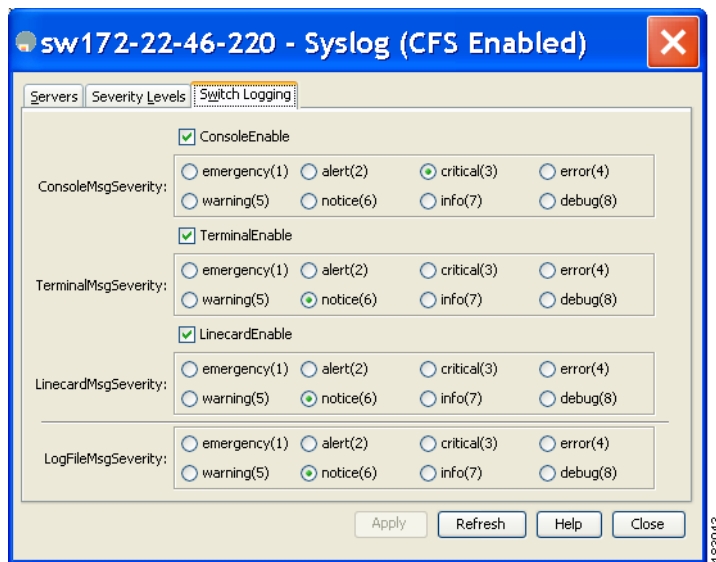 sw172-22-46-220 - Syslog (CFS Enabled)
Servers Severity Levels Switch Logging
ConsoleEnable
ConsoleMsgSeverity:
emergency(1) alert(2) critical(3) error(4)
warning(5) notice(6) info(7) debug(8)
TerminalEnable
TerminalMsgSeverity:
emergency(1) alert(2) critical(3) error(4)
warning(5) notice(6) info(7) debug(8)
LinecardEnable
LinecardMsgSeverity:
emergency(1) alert(2) critical(3) error(4)
warning(5) notice(6) info(7) debug(8)
LogFileMsgSeverity:
emergency(1) alert(2) critical(3) error(4)
warning(5) notice(6) info(7) debug(8)
Apply Refresh Help Close